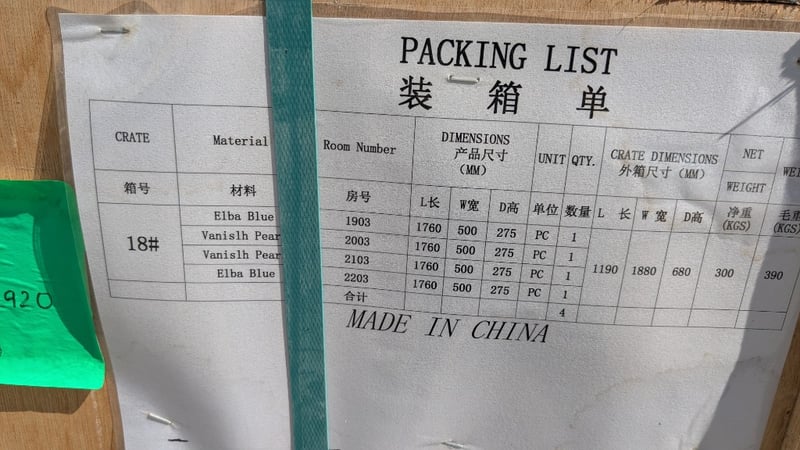 PACKING LIST
装箱单
CRATE Material Room Number DIMENSIONS 产品尺寸 (MM) UNIT QTY. CRATE DIMENSIONS 外箱尺寸 (MM) NET WEIGHT
箱号 材料 房号 L长 W宽 D高 单位 数量 L 长 W 宽 D高 净重 (KGS) 毛重 (KGS)
18# Elba Blue 1903 1760 500 275 PC 1 1190 1880 680 300 390
Vanislh Pear 2003 1760 500 275 PC 1
Vanislh Pear 2103 1760 500 275 PC 1
Elba Blue 2203 1760 500 275 PC 1
合计 4
MADE IN CHINA
920